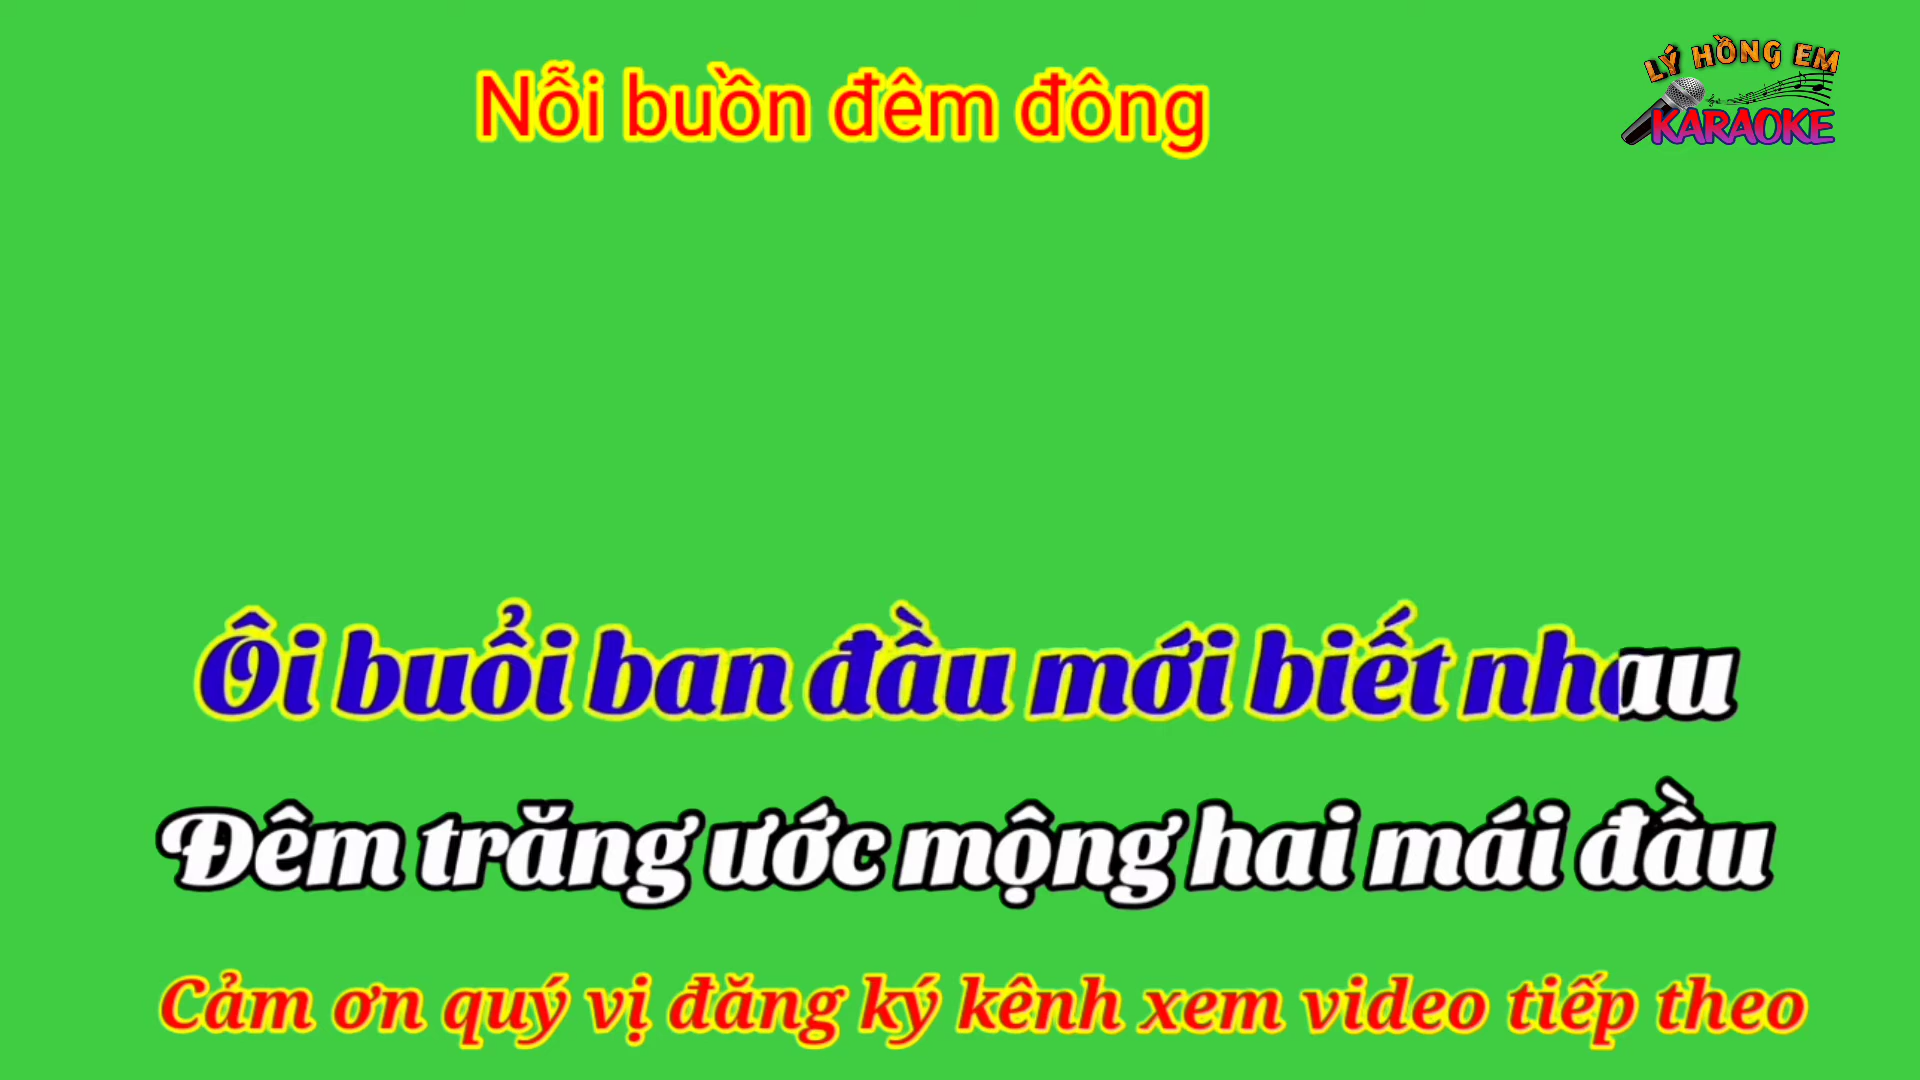 Nỗi buồn đêm đông
LÝ HỒNG EM
KARAOKE
Ôi buổi ban đầu mới biết nhau
Đêm trăng ước mộng hai mái đầu
Cảm ơn quý vị đăng ký kênh xem video tiếp theo